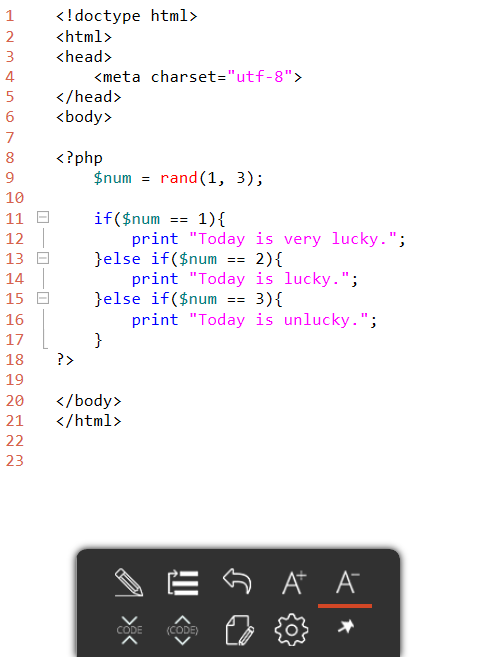 1 <!doctype html>
2 <html>
3 <head>
4 <meta charset="utf-8">
5 </head>
6 <body>
7
8 <?php
9 $num = rand(1, 3);
10
11 if($num == 1){
12 print "Today is very lucky.";
13 }else if($num == 2){
14 print "Today is lucky.";
15 }else if($num == 3){
16 print "Today is unlucky.";
17 }
18 ?>
19
20 </body>
21 </html>
22
23
A+ A-
CODE (CODE)